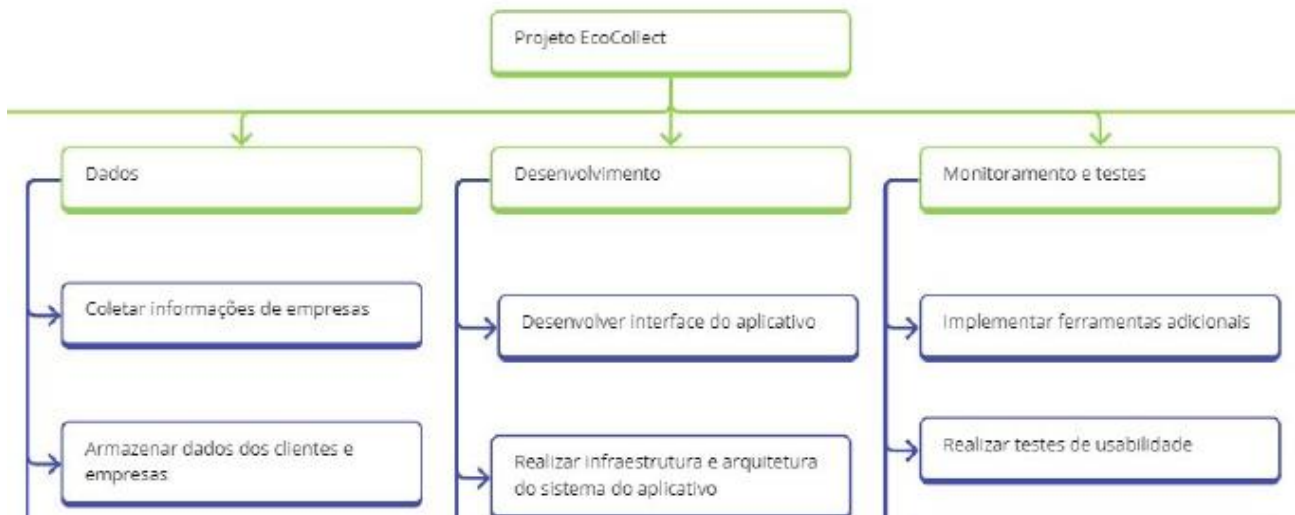 Projeto EcoCollect
Dados
Desenvolvimento
Monitoramento e testes
Coletar informações de empresas
Desenvolver interface do aplicativo
Implementar ferramentas adicionais
Armazenar dados dos clientes e
empresas
Realizar infraestrutura e arquitetura
do sistema do aplicativo
Realizar testes de usabilidade